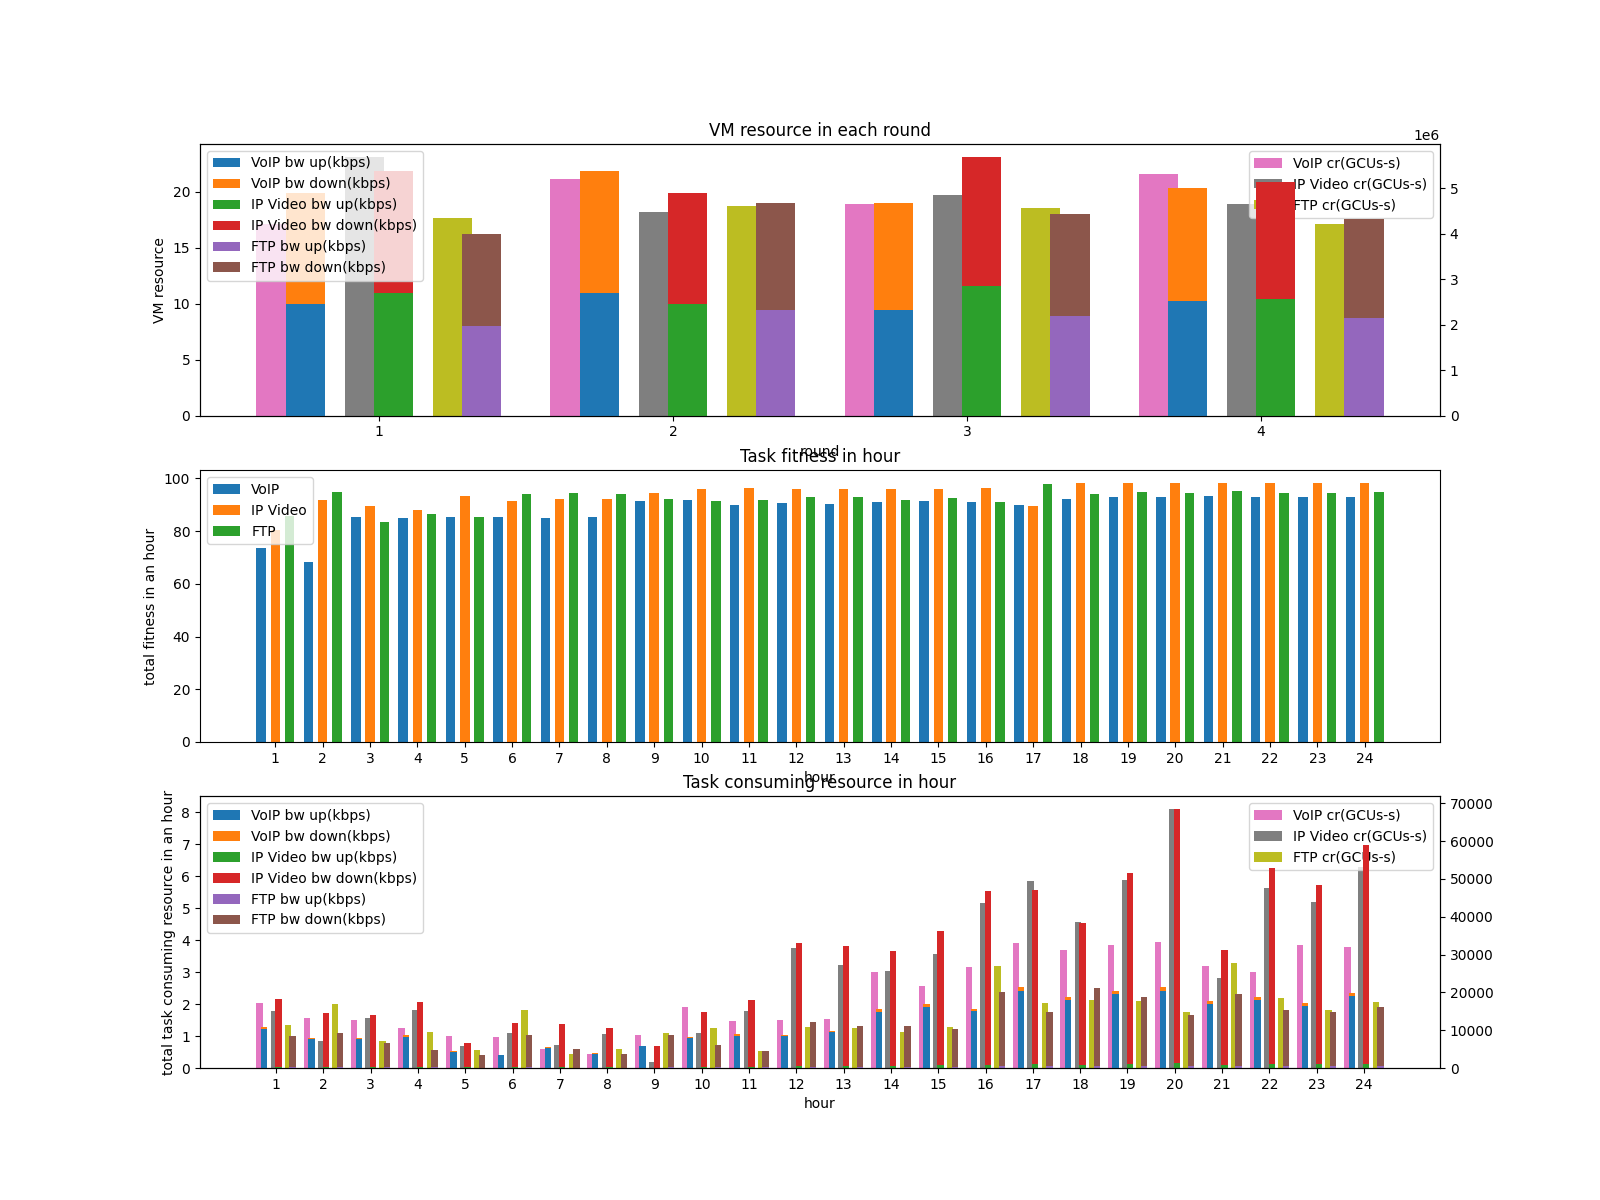 VM resource in each round
1e6
VoIP bw up(kbps)
VoIP bw down(kbps)
IP Video bw up(kbps)
IP Video bw down(kbps)
FTP bw up(kbps)
FTP bw down(kbps)
VoIP cr(GCUs-s)
IP Video cr(GCUs-s)
FTP cr(GCUs-s)
VM resource
20
15
10
5
0
5
4
3
2
1
0
1 2 3 4
round
Task fitness in hour
VoIP
IP Video
FTP
total fitness in an hour
100
80
60
40
20
0
1 2 3 4 5 6 7 8 9 10 11 12 13 14 15 16 17 18 19 20 21 22 23 24
hour
Task consuming resource in hour
VoIP bw up(kbps)
VoIP bw down(kbps)
IP Video bw up(kbps)
IP Video bw down(kbps)
FTP bw up(kbps)
FTP bw down(kbps)
VoIP cr(GCUs-s)
IP Video cr(GCUs-s)
FTP cr(GCUs-s)
total task consuming resource in an hour
8
7
6
5
4
3
2
1
0
70000
60000
50000
40000
30000
20000
10000
0
1 2 3 4 5 6 7 8 9 10 11 12 13 14 15 16 17 18 19 20 21 22 23 24
hour